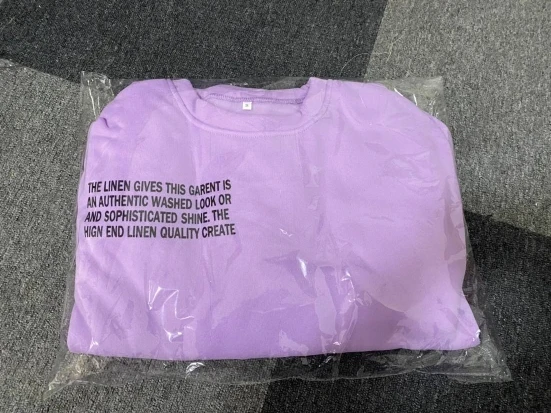 THE LINEN GIVES THIS GARENT IS
AN AUTHENTIC WASHED LOOK OR
AND SOPHISTICATED SHINE. THE
HIGN END LINEN QUALITY CREATE